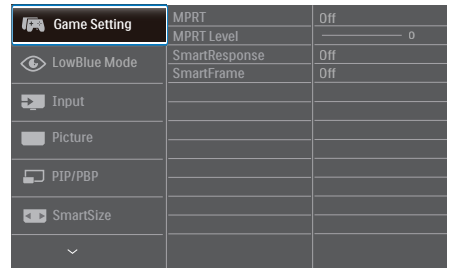 Game Setting
LowBlue Mode
Input
Picture
PIP/PBP
SmartSize
MPRT Off
MPRT Level 0
SmartResponse Off
SmartFrame Off